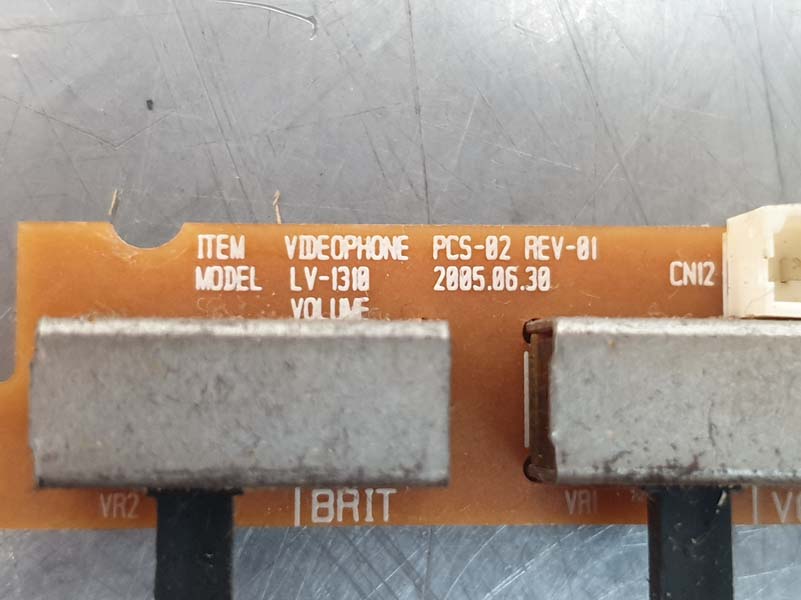 ITEM VIDEOPHONE PCS-02 REV-01
MODEL LV-1310 2005.06.30
VOLUME
CN12
VR2 BRIT VR1